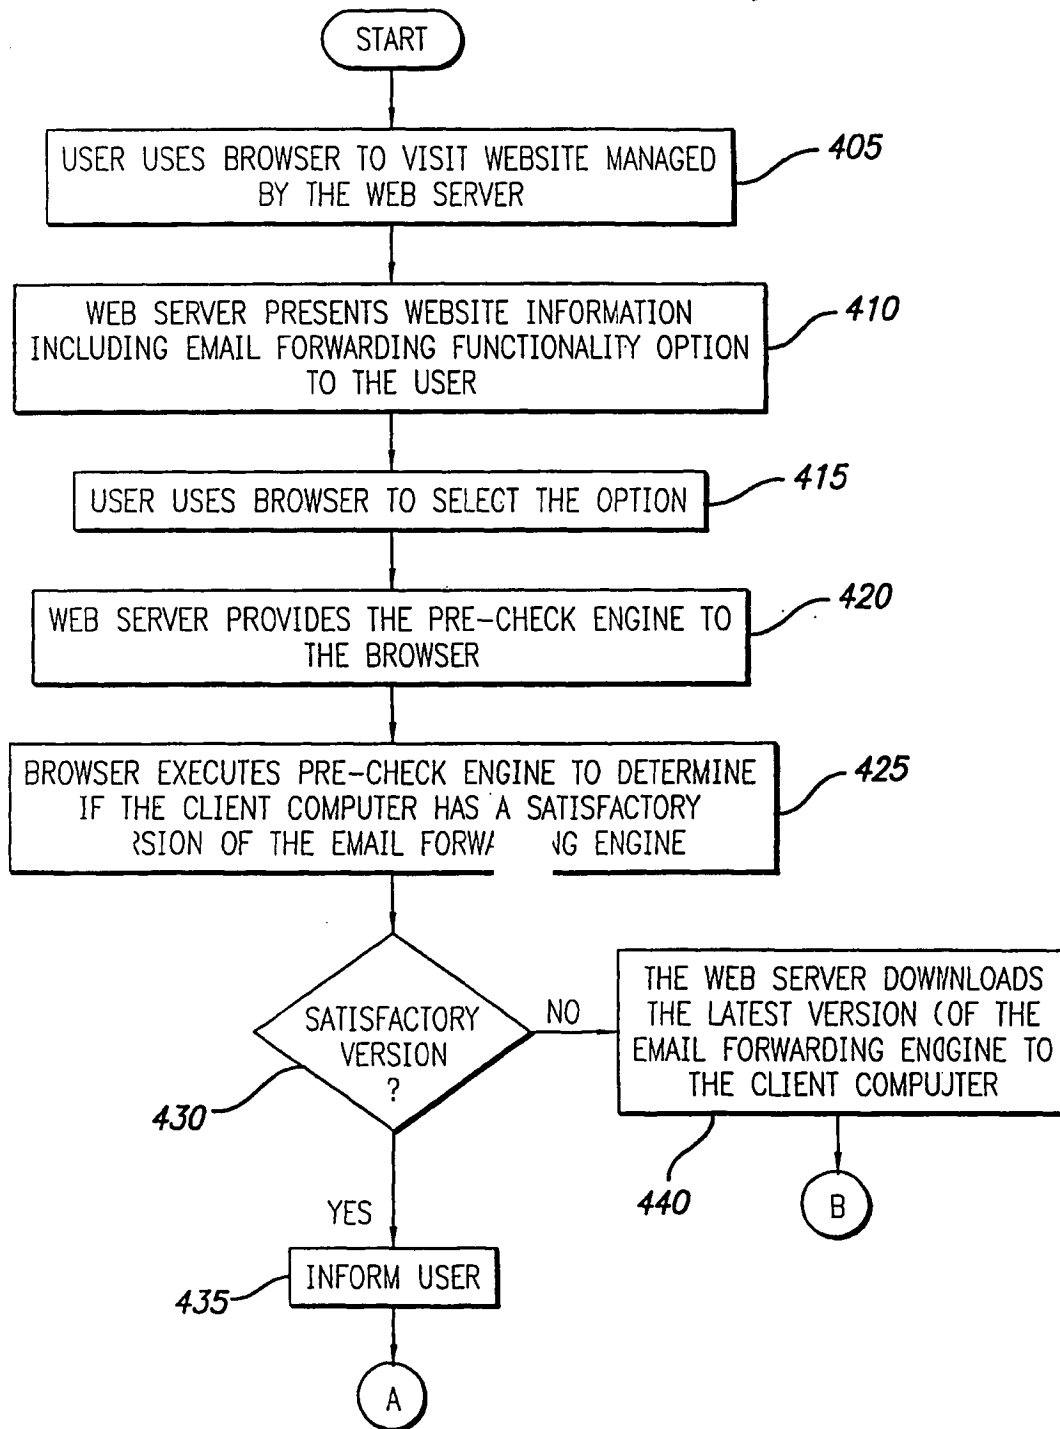 START
USER USES BROWSER TO VISIT WEBSITE MANAGED
BY THE WEB SERVER
405
WEB SERVER PRESENTS WEBSITE INFORMATION
INCLUDING EMAIL FORWARDING FUNCTIONALITY OPTION
TO THE USER
410
USER USES BROWSER TO SELECT THE OPTION
415
WEB SERVER PROVIDES THE PRE-CHECK ENGINE TO
THE BROWSER
420
BROWSER EXECUTES PRE-CHECK ENGINE TO DETERMINE
IF THE CLIENT COMPUTER HAS A SATISFACTORY
OF THE EMAIL ENGINE
425
SATISFACTORY
VERSION
?
430
NO
THE WEB SERVER DOWNLOADS
THE LATEST VERSION OF THE
EMAIL FORWARDING ENGINE TO
THE CLIENT COMPUTER
440
B
YES
INFORM USER
435
A